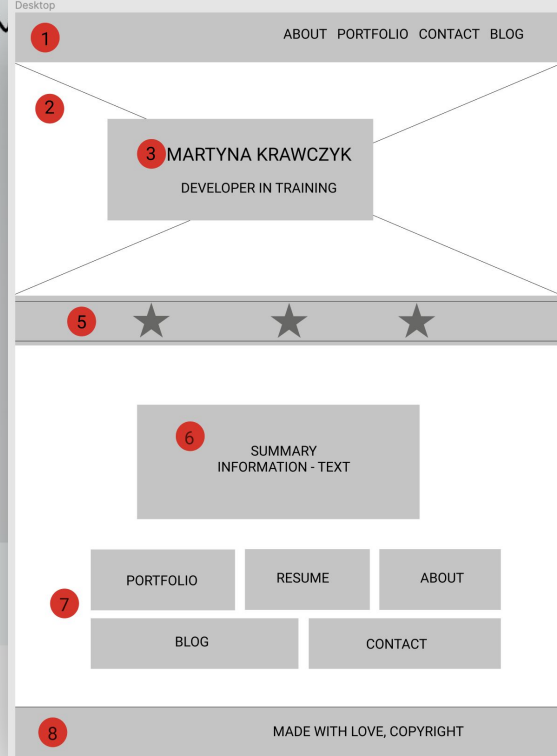 Desktop
1
ABOUT PORTFOLIO CONTACT BLOG
2
3 MARTYNA KRAWCZYK
DEVELOPER IN TRAINING
5
6
SUMMARY
INFORMATION - TEXT
PORTFOLIO
RESUME
ABOUT
7
BLOG
CONTACT
8
MADE WITH LOVE, COPYRIGHT